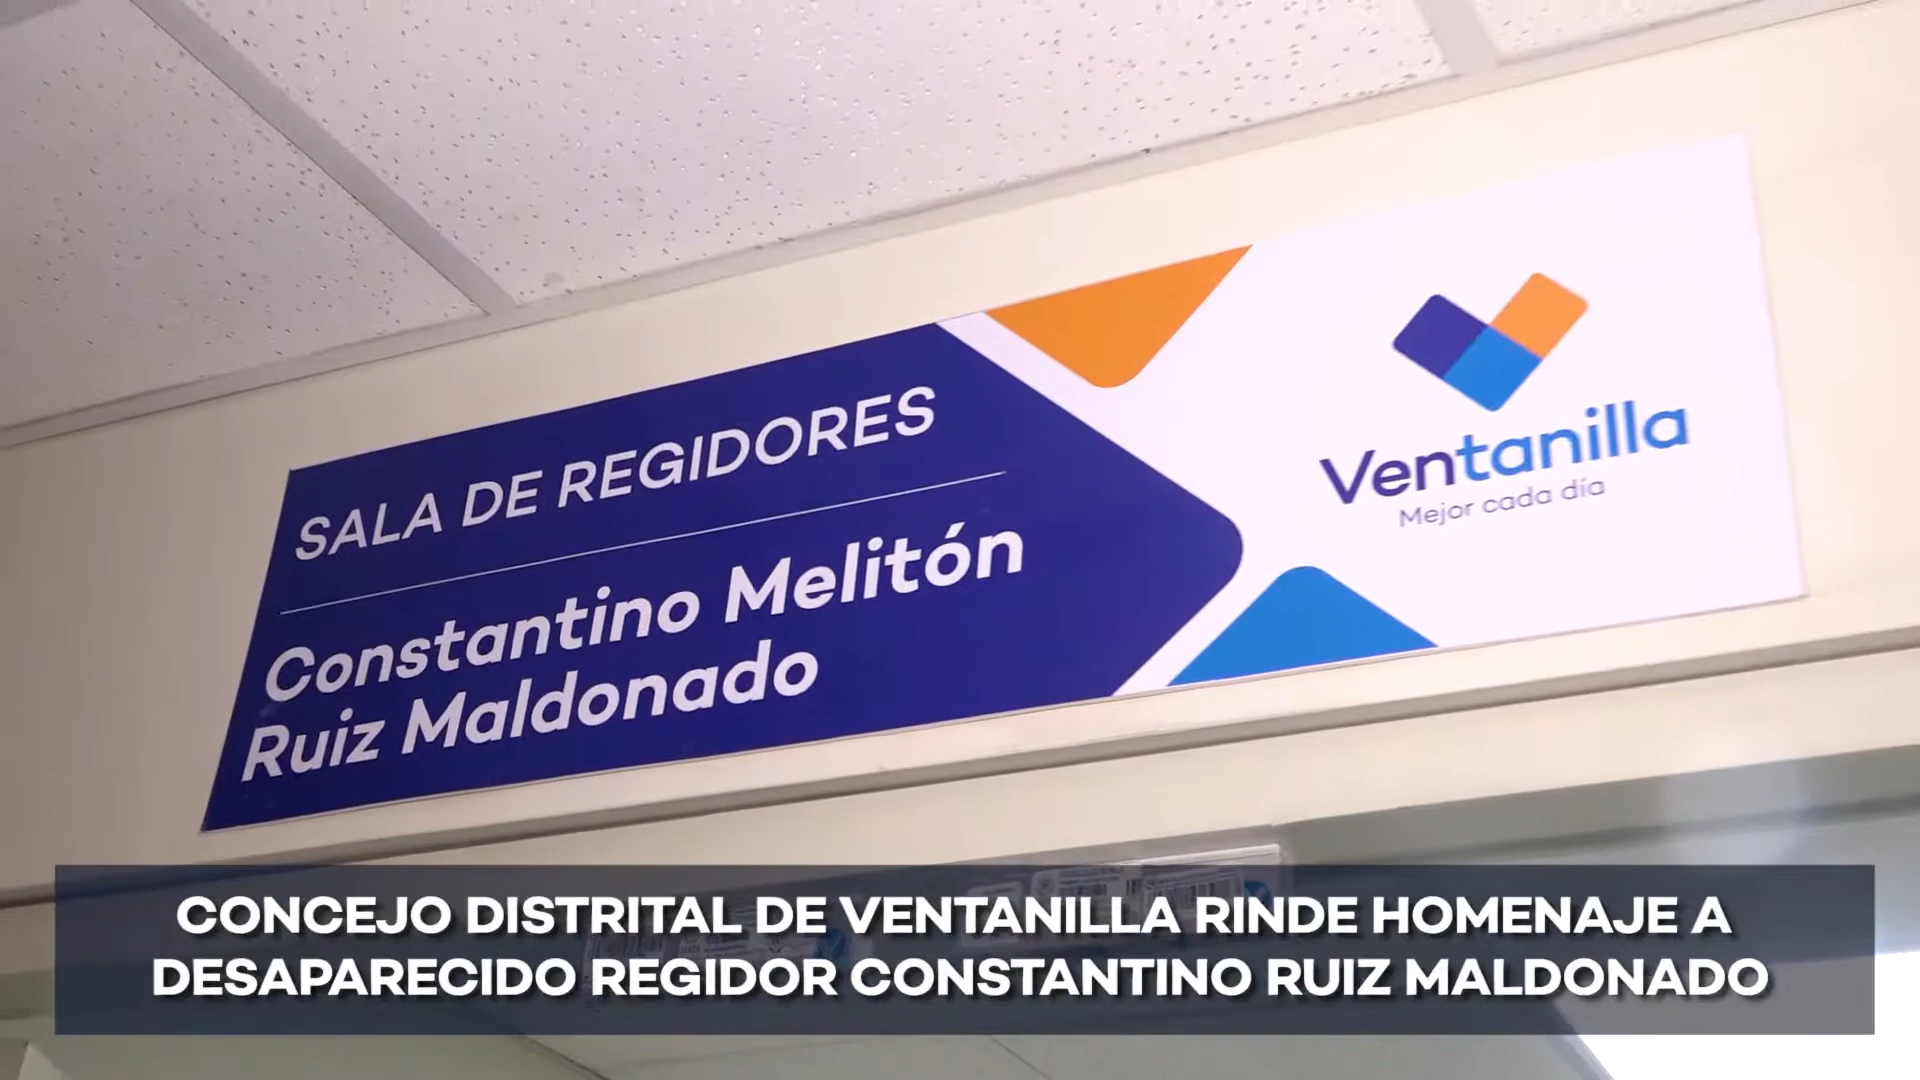 SALA DE REGIDORES
Constantino Melitón
Ruiz Maldonado
Ventanilla
Mejor cada día
CONCEJO DISTRITAL DE VENTANILLA RINDE HOMENAJE A
DESAPARECIDO REGIDOR CONSTANTINO RUIZ MALDONADO